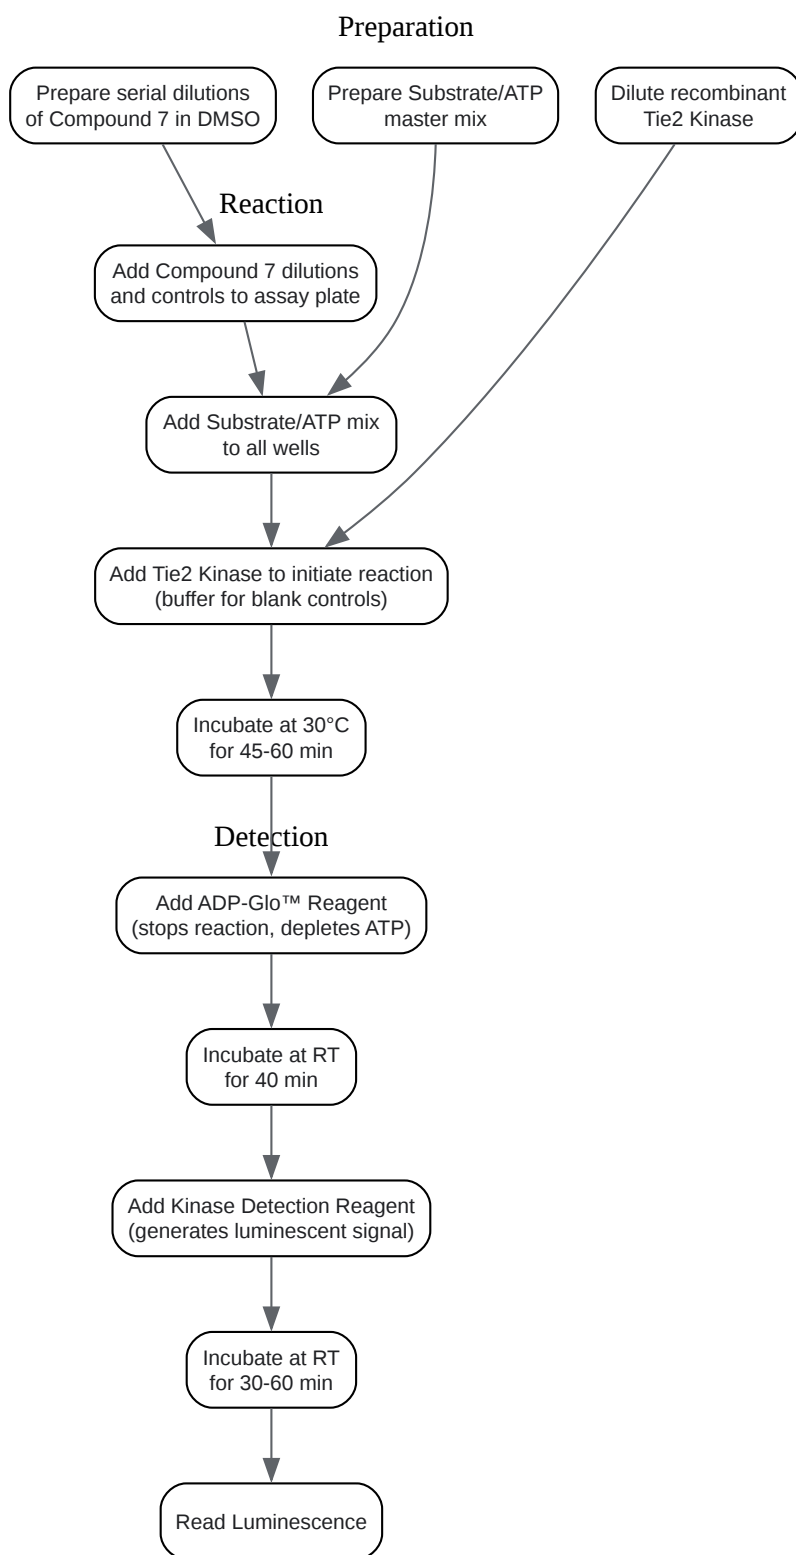 Preparation
Prepare serial dilutions
of Compound 7 in DMSO
Prepare Substrate/ATP
master mix
Dilute recombinant
Tie2 Kinase
Reaction
Add Compound 7 dilutions
and controls to assay plate
Add Substrate/ATP mix
to all wells
Add Tie2 Kinase to initiate reaction
(buffer for blank controls)
Incubate at 30°C
for 45-60 min
Detection
Add ADP-Glo™ Reagent
(stops reaction, depletes ATP)
Incubate at RT
for 40 min
Add Kinase Detection Reagent
(generates luminescent signal)
Incubate at RT
for 30-60 min
Read Luminescence